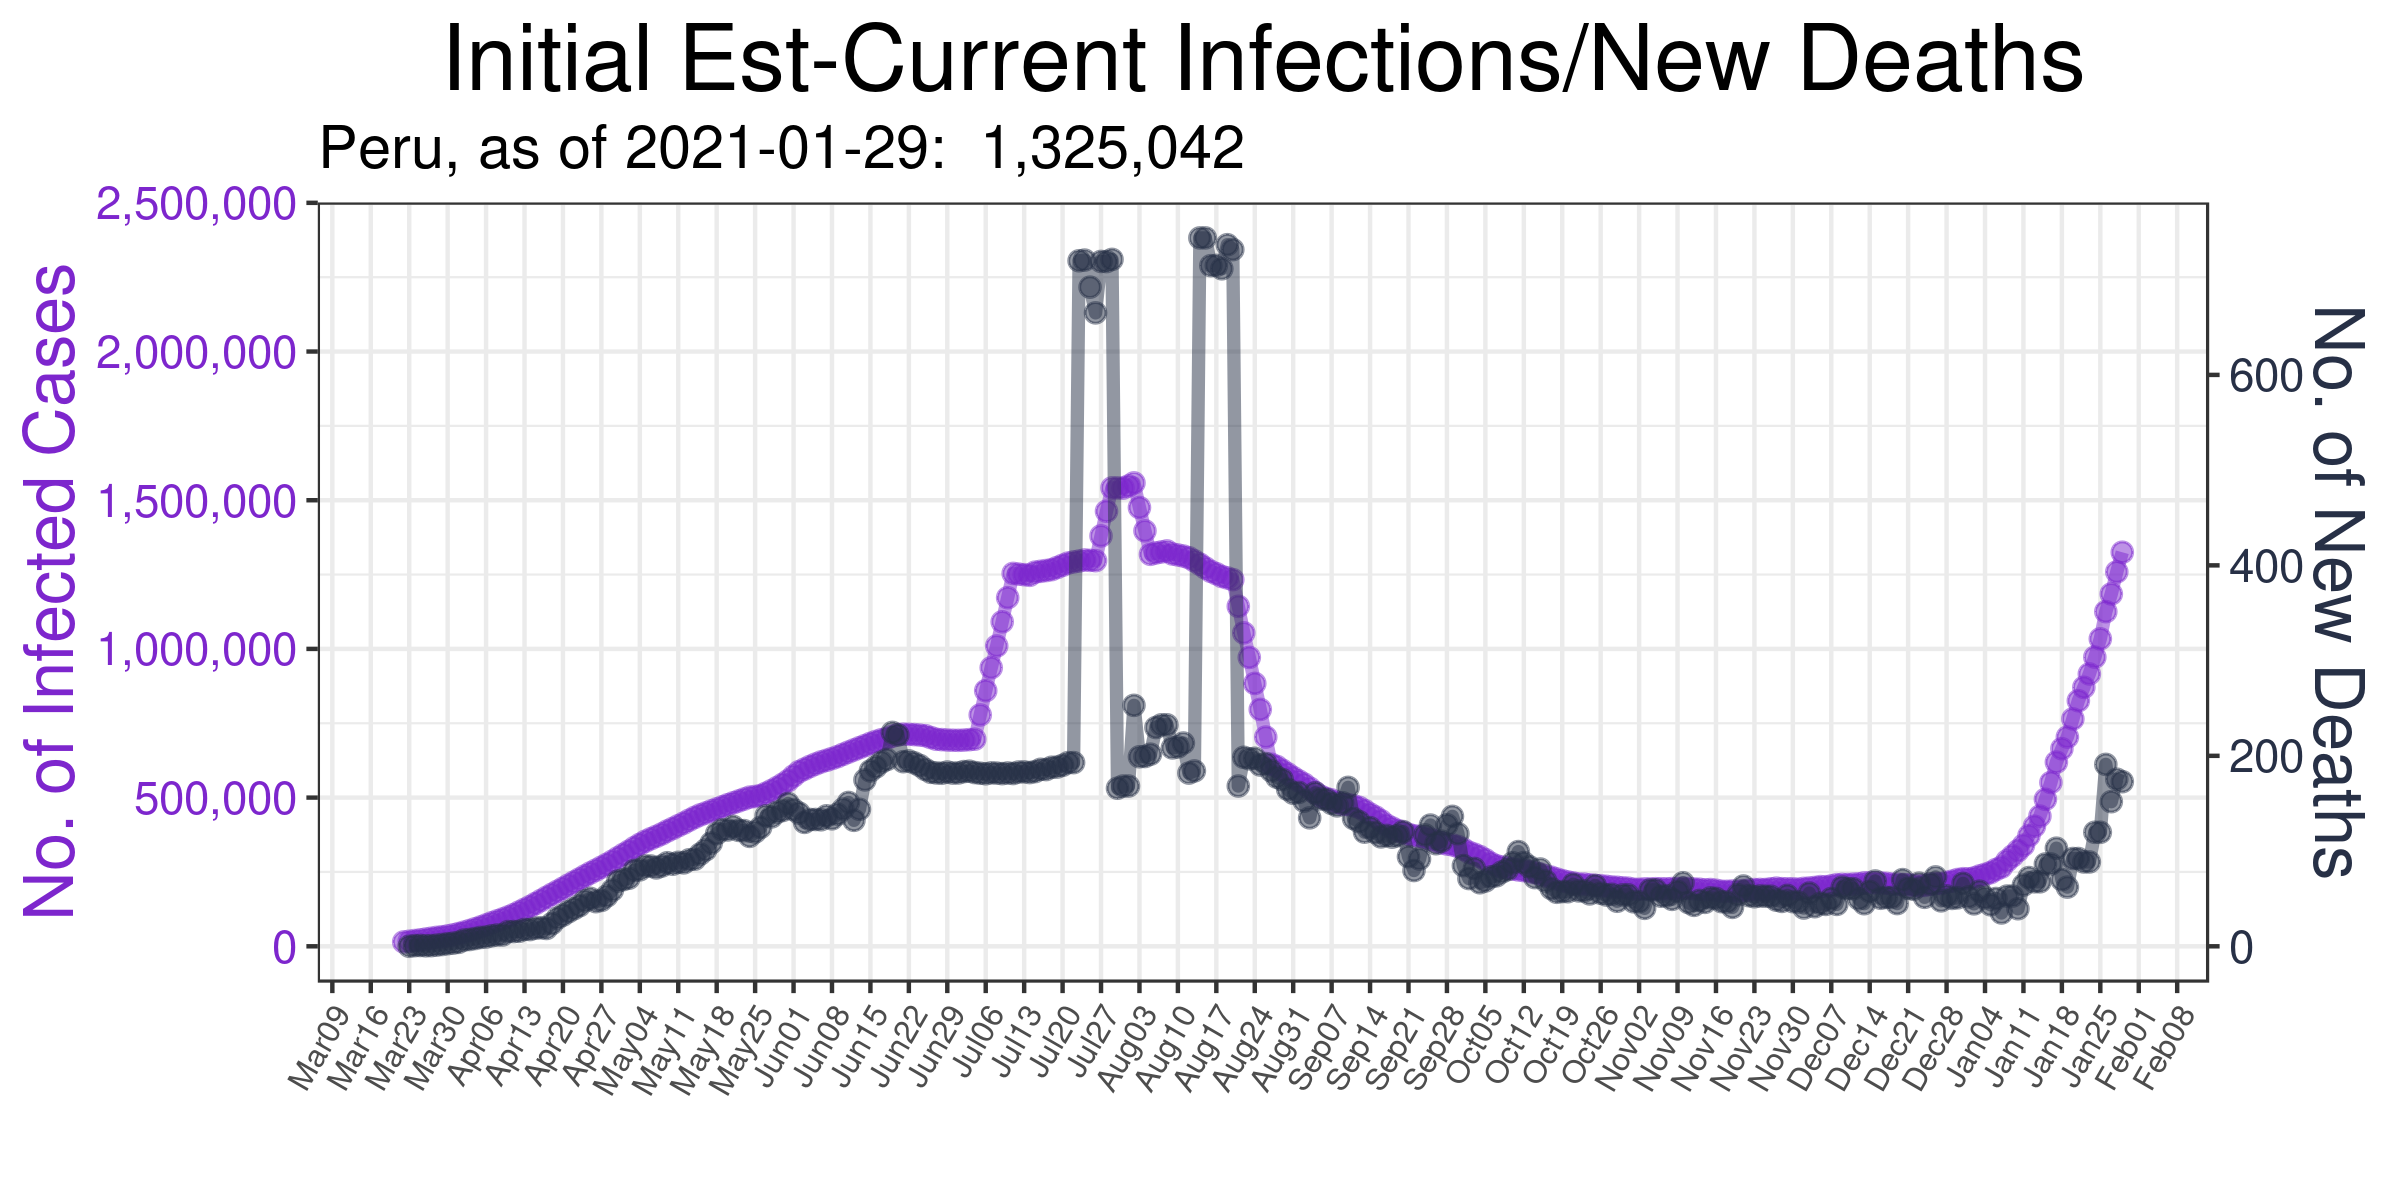 Initial Est-Current Infections/New Deaths
Peru, as of 2021-01-29:  1,325,042
No. of Infected Cases
2,500,000
2,000,000
1,500,000
1,000,000
500,000
0
600
400
200
0
No. of New Deaths
Mar09
Mar16
Mar23
Mar30
Apr06
Apr13
Apr20
Apr27
May04
May11
May18
May25
Jun01
Jun08
Jun15
Jun22
Jun29
Jul06
Jul13
Jul20
Jul27
Aug03
Aug10
Aug17
Aug24
Aug31
Sep07
Sep14
Sep21
Sep28
Oct05
Oct12
Oct19
Oct26
Nov02
Nov09
Nov16
Nov23
Nov30
Dec07
Dec14
Dec21
Dec28
Jan04
Jan11
Jan18
Jan25
Feb01
Feb08